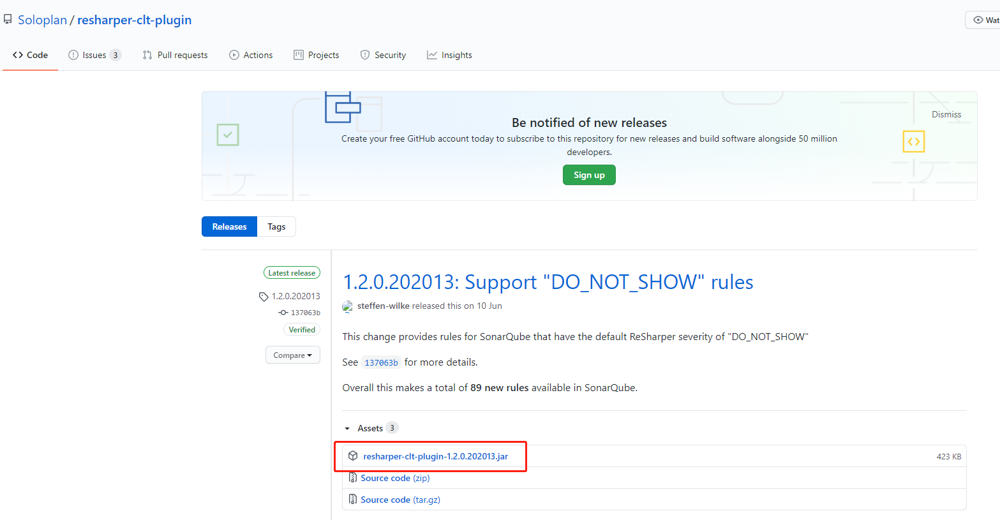 Soloplan / resharper-clt-plugin
Wat
Code
Issues 3
Pull requests
Actions
Projects
Security
Insights
Dismiss
Be notified of new releases
Create your free GitHub account today to subscribe to this repository for new releases and build software alongside 50 million
developers.
Sign up
Releases
Tags
Latest release
1.2.0.202013
137063b
Verified
Compare
1.2.0.202013: Support "DO_NOT_SHOW" rules
steffen-wilke released this on 10 Jun
This change provides rules for SonarQube that have the default ReSharper severity of "DO_NOT_SHOW"
See 137063b for more details.
Overall this makes a total of 89 new rules available in SonarQube.
Assets 3
resharper-clt-plugin-1.2.0.202013.jar 423 KB
Source code (zip)
Source code (tar.gz)